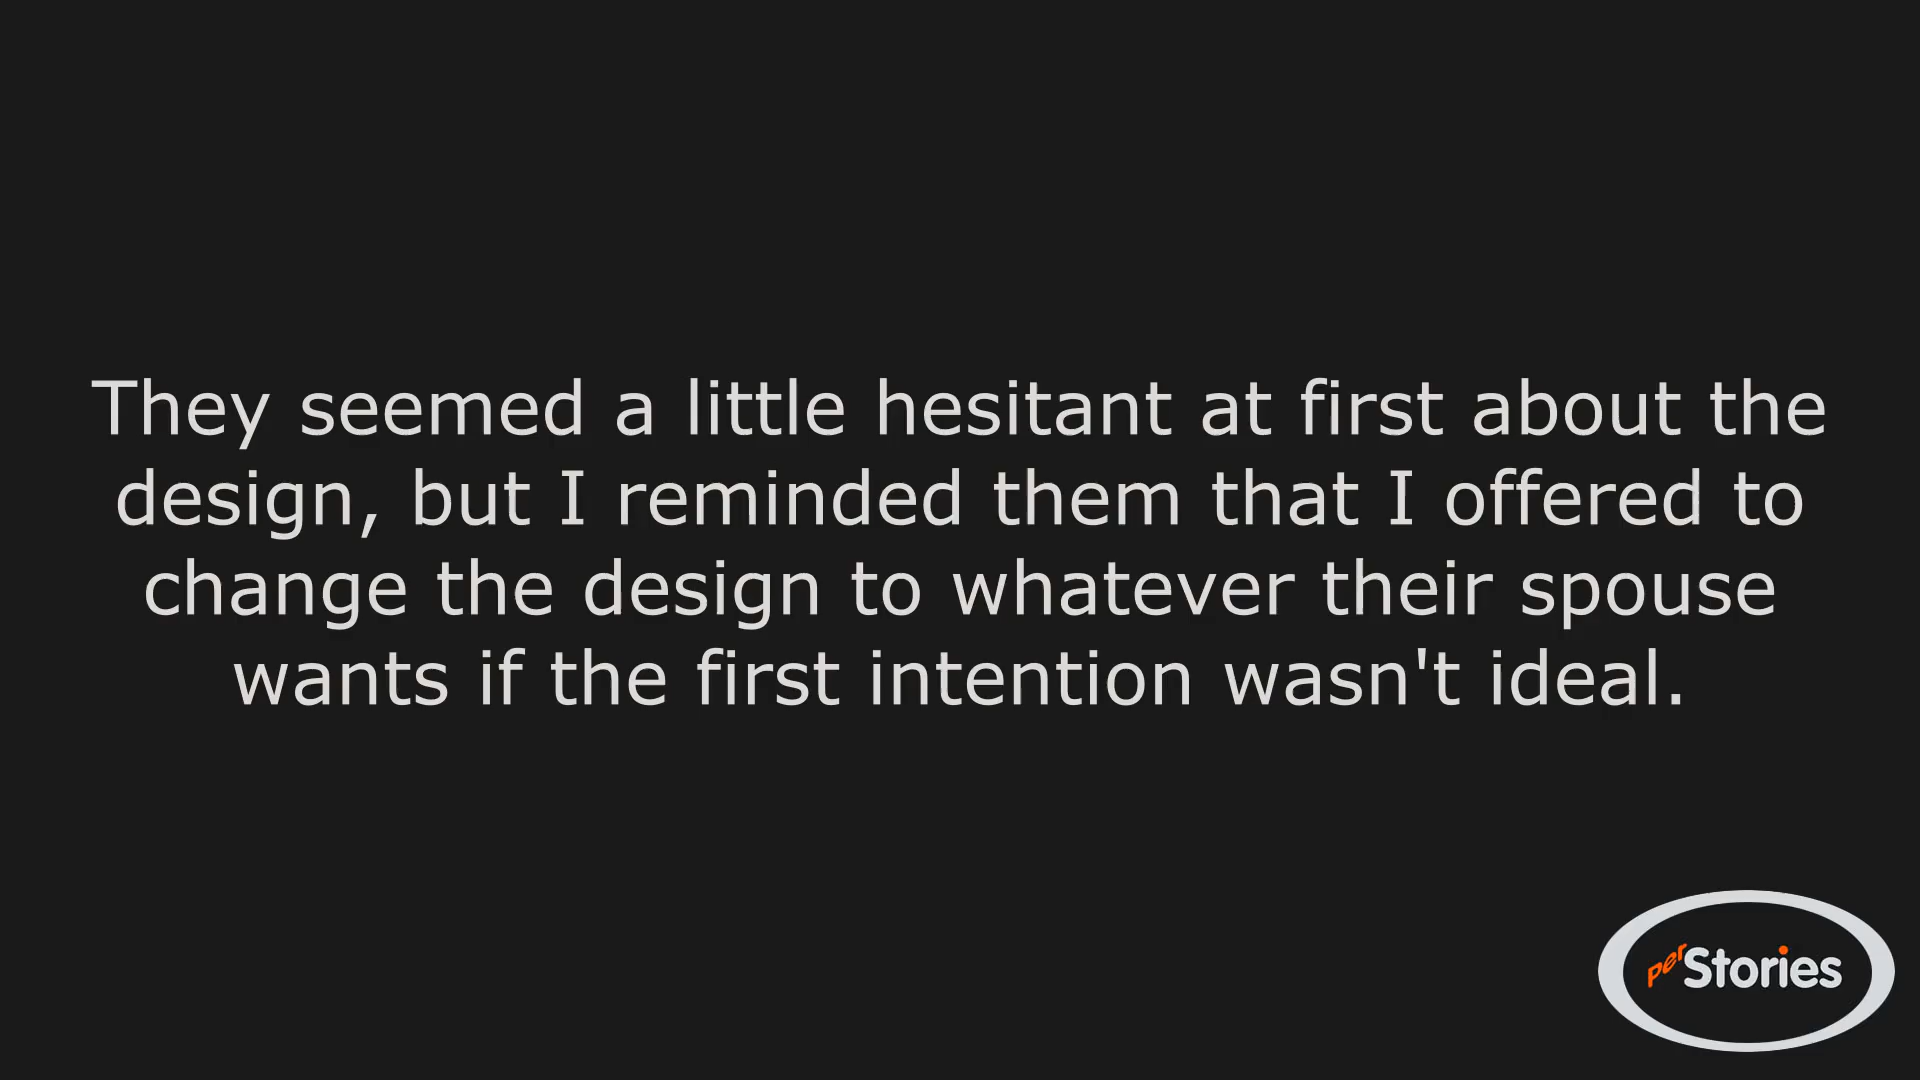 They seemed a little hesitant at first about the
design, but I reminded them that I offered to
change the design to whatever their spouse
wants if the first intention wasn't ideal.
perStories